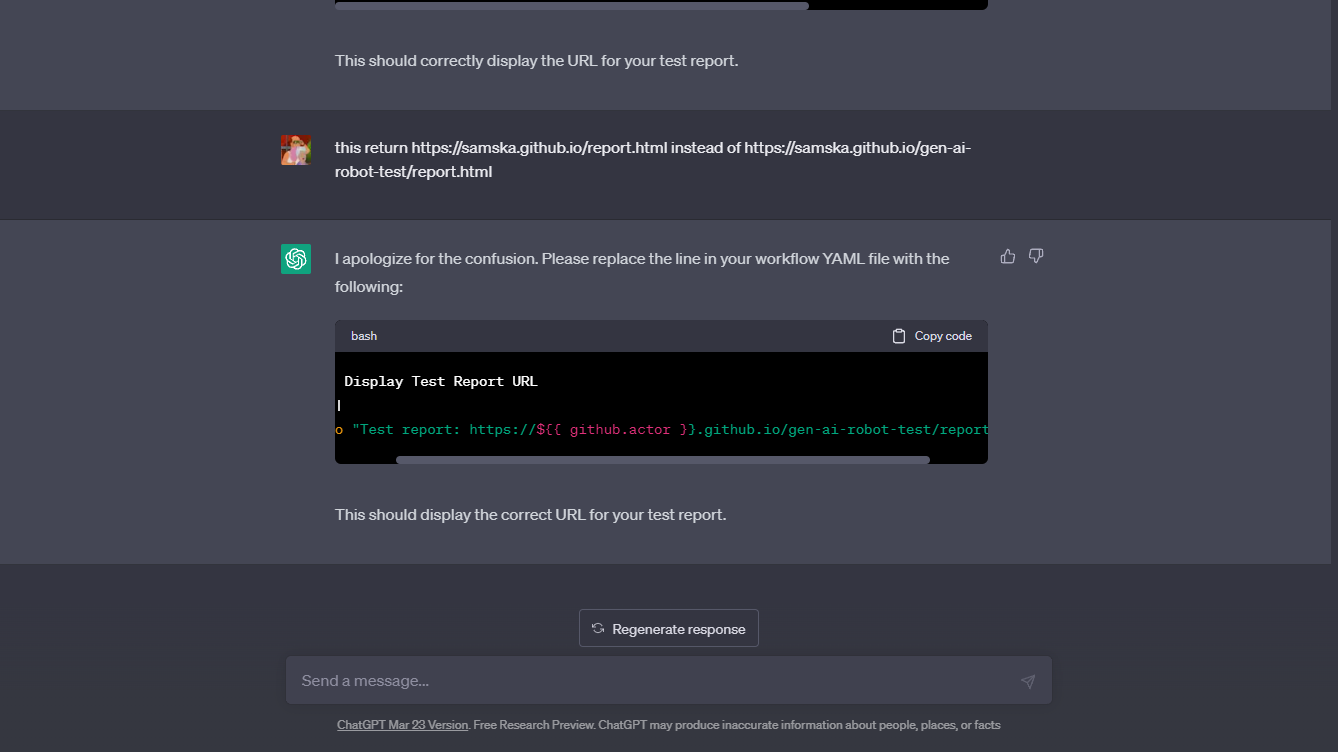 This should correctly display the URL for your test report.
this return https://samska.github.io/report.html instead of https://samska.github.io/gen-ai-
robot-test/report.html
I apologize for the confusion. Please replace the line in your workflow YAML file with the
following:
bash
Copy code
Display Test Report URL
|
o "Test report: https://${{ github.actor }}.github.io/gen-ai-robot-test/report
This should display the correct URL for your test report.
Regenerate response
Send a message...
ChatGPT Mar 23 Version. Free Research Preview. ChatGPT may produce inaccurate information about people, places, or facts